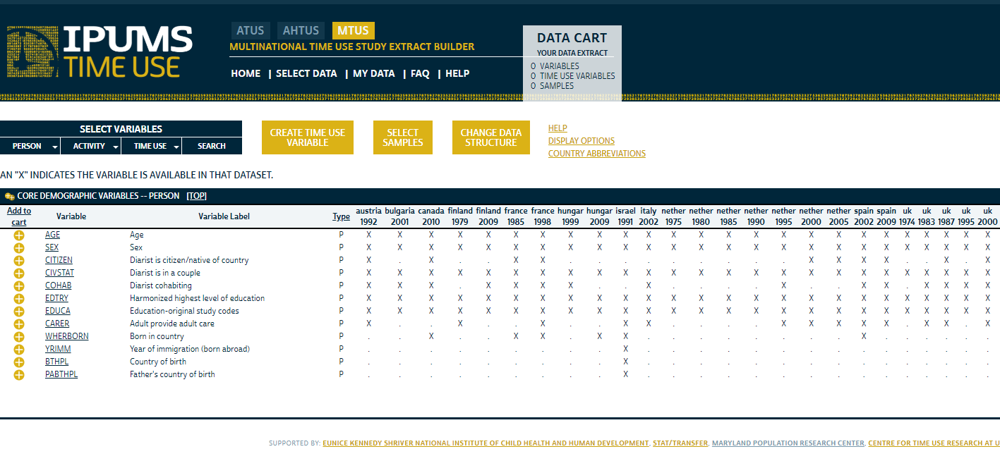 IPUMS
TIME USE
ATUS AHTUS MTUS
MULTINATIONAL TIME USE STUDY EXTRACT BUILDER
HOME | SELECT DATA | MY DATA | FAQ | HELP
DATA CART
YOUR DATA EXTRACT
0 VARIABLES
0 TIME USE VARIABLES
0 SAMPLES
SELECT VARIABLES
PERSON ACTIVITY TIME USE SEARCH
CREATE TIME USE
VARIABLE
SELECT
SAMPLES
CHANGE DATA
STRUCTURE
HELP
DISPLAY OPTIONS
COUNTRY ABBREVIATIONS
AN "X" INDICATES THE VARIABLE IS AVAILABLE IN THAT DATASET.
CORE DEMOGRAPHIC VARIABLES -- PERSON [TOP]
Add to cart Variable Variable Label Type austria 1992 bulgaria 2001 canada 2010 finland 1979 finland 2009 france 1985 france 1998 hungar 1999 hungar 2009 israel 1991 italy 2002 nether 1975 nether 1980 nether 1985 nether 1990 nether 1995 nether 2000 nether 2005 spain 2002 spain 2009 uk 1974 uk 1983 uk 1987 uk 1995 uk 2000
AGE Age P X X X X X X X X X X X X X X X X X X X X X X X X X
SEX Sex P X X X X X X X X X X X X X X X X X X X X X X X X X
CITIZEN Diarist is citizen/native of country P X . X . . X X . . . . . . . . . X X X X . . X . X
CIVSTAT Diarist is in a couple P X X X X X X X X X X X X X X X X X X X X X X X X X
COHAB Diarist cohabiting P X X X . X X X X . . X . . . . X . . X X . X X X X
EDTRY Harmonized highest level of education P X X X X X X X X X X X X X X X X X X X X X X X X X
EDUCA Education-original study codes P X X X X X X X X X X X X X X X X X X X X X X X X X
CARER Adult provide adult care P X . . X . . X . . X X . . . . X X X X X . X X . X
WHERBORN Born in country P . . X . . X X . X X . . . . . . . . X . . . . . .
YRIMM Year of immigration (born abroad) P . . . . . . . . . X . . . . . . . . . . . . . . .
BTHPL Country of birth P . . . . . . . . . X . . . . . . . . . . . . . . .
PABTHPL Father's country of birth P . . . . . . . . . X . . . . . . . . . . . . . . .
SUPPORTED BY: EUNICE KENNEDY SHRIVER NATIONAL INSTITUTE OF CHILD HEALTH AND HUMAN DEVELOPMENT, STAT/TRANSFER, MARYLAND POPULATION RESEARCH CENTER, CENTRE FOR TIME USE RESEARCH AT U